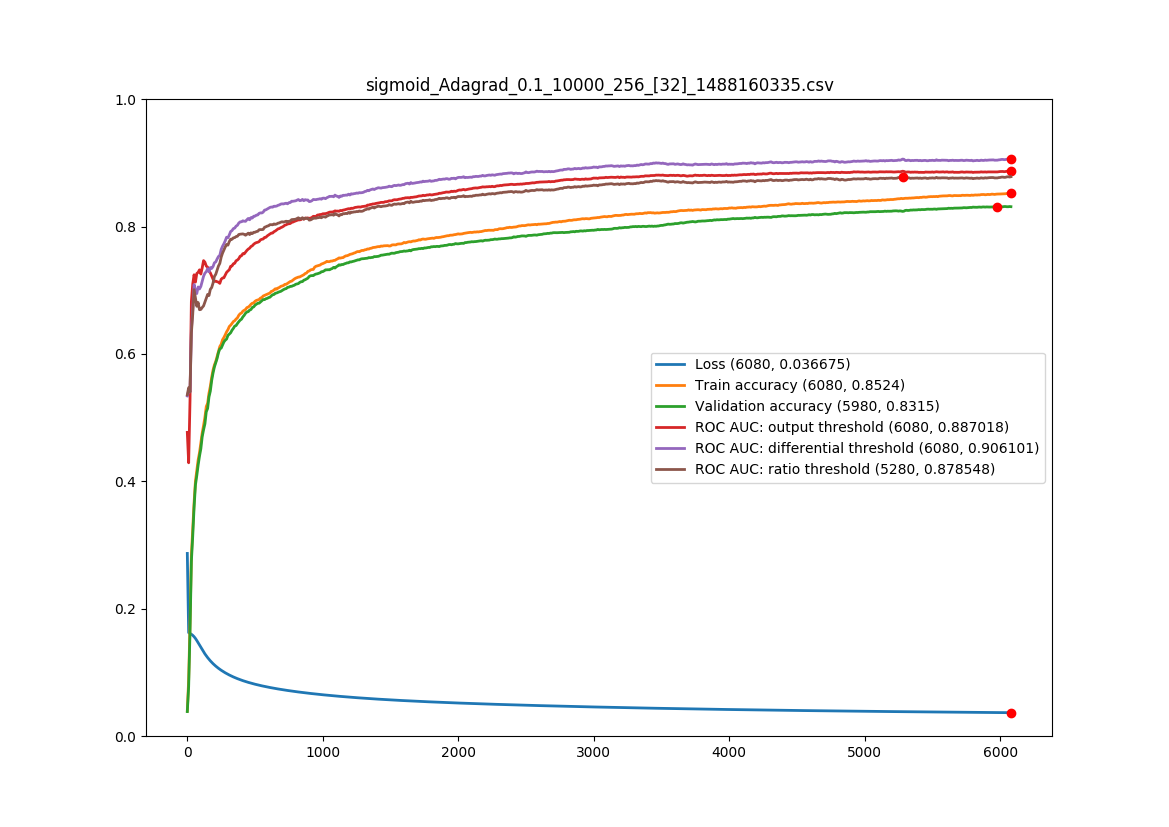 sigmoid_Adagrad_0.1_10000_256_[32]_1488160335.csv
1.0
0.8
0.6
0.4
0.2
0.0
Loss (6080, 0.036675)
Train accuracy (6080, 0.8524)
Validation accuracy (5980, 0.8315)
ROC AUC: output threshold (6080, 0.887018)
ROC AUC: differential threshold (6080, 0.906101)
ROC AUC: ratio threshold (5280, 0.878548)
0 1000 2000 3000 4000 5000 6000